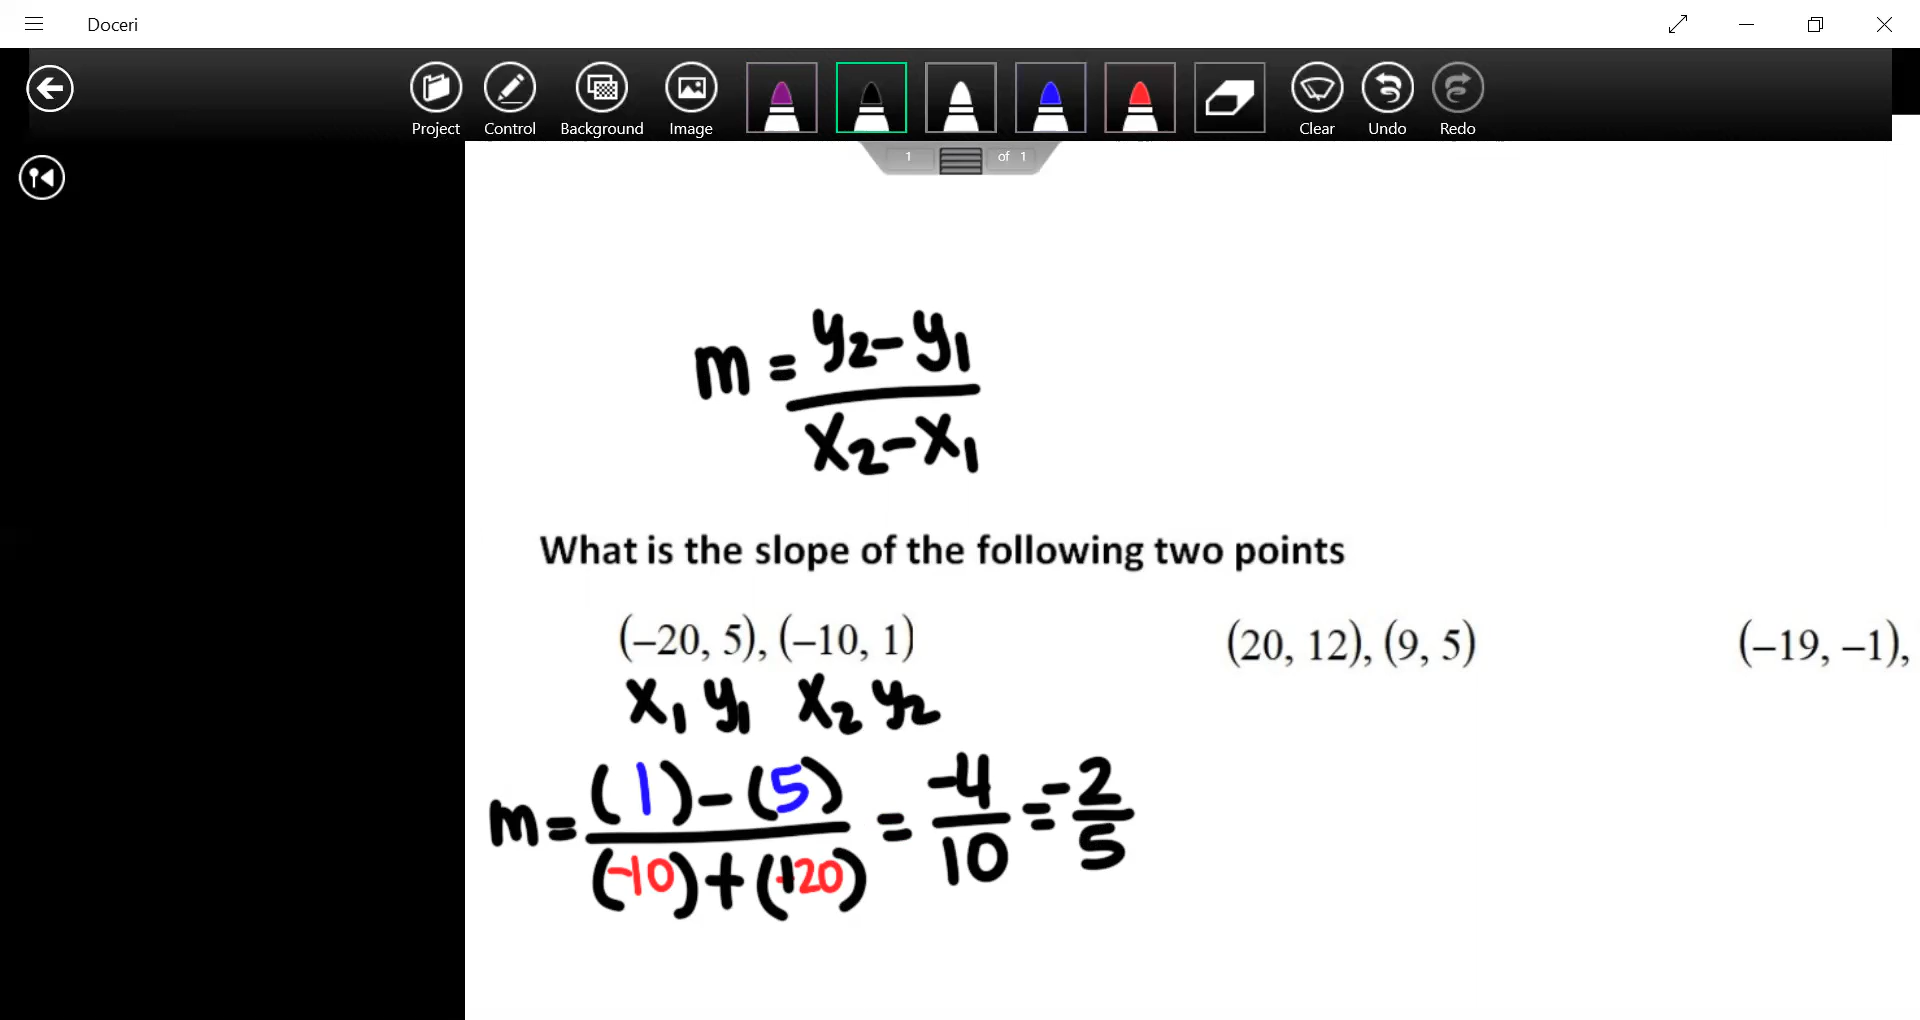 Doceri
Project Control Background Image Clear Undo Redo
1 of 1
m = y₂ - y₁
x₂ - x₁
What is the slope of the following two points
(–20, 5), (–10, 1) (20, 12), (9, 5) (–19, –1),
x₁ y₁ x₂ y₂
m = (1) - (5) = -4 = -2
(-10) + (+20) 10 5